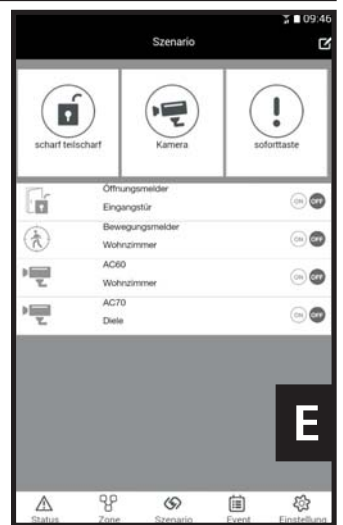 09:46
Szenario
scharf teilscharf
Kamera
soforttaste
Öffnungsmelder
Eingangstür
ON OFF
Bewegungsmelder
Wohnzimmer
ON OFF
AC60
Wohnzimmer
ON OFF
AC70
Diele
ON OFF
E
Status Zone Szenario Event Einstellung